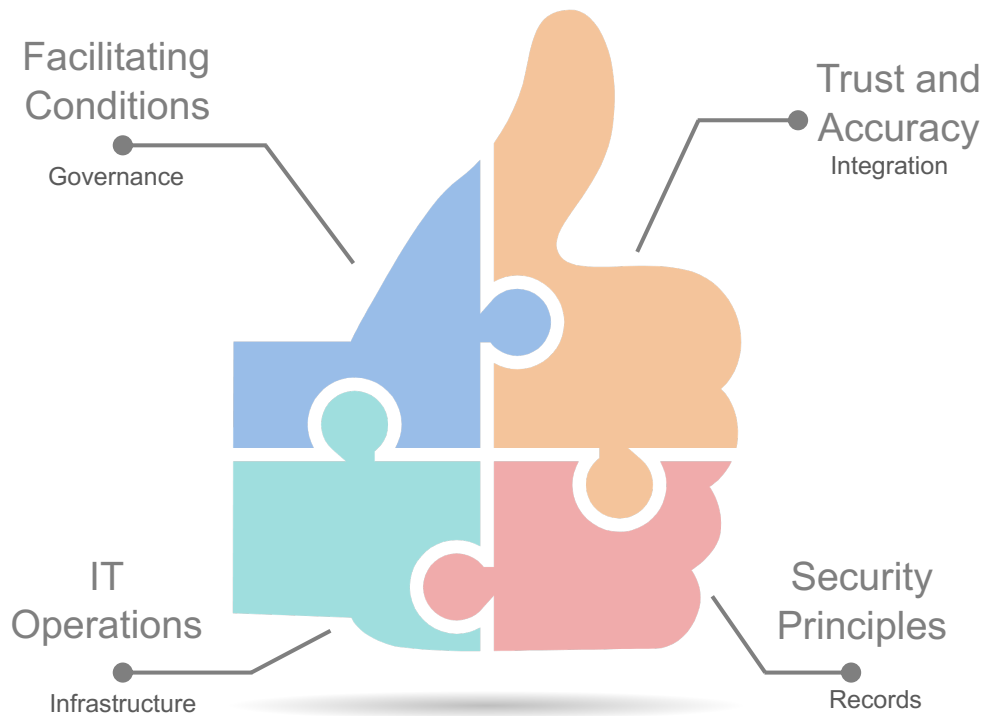 Facilitating
Conditions
Governance
Trust and
Accuracy
Integration
IT
Operations
Infrastructure
Security
Principles
Records